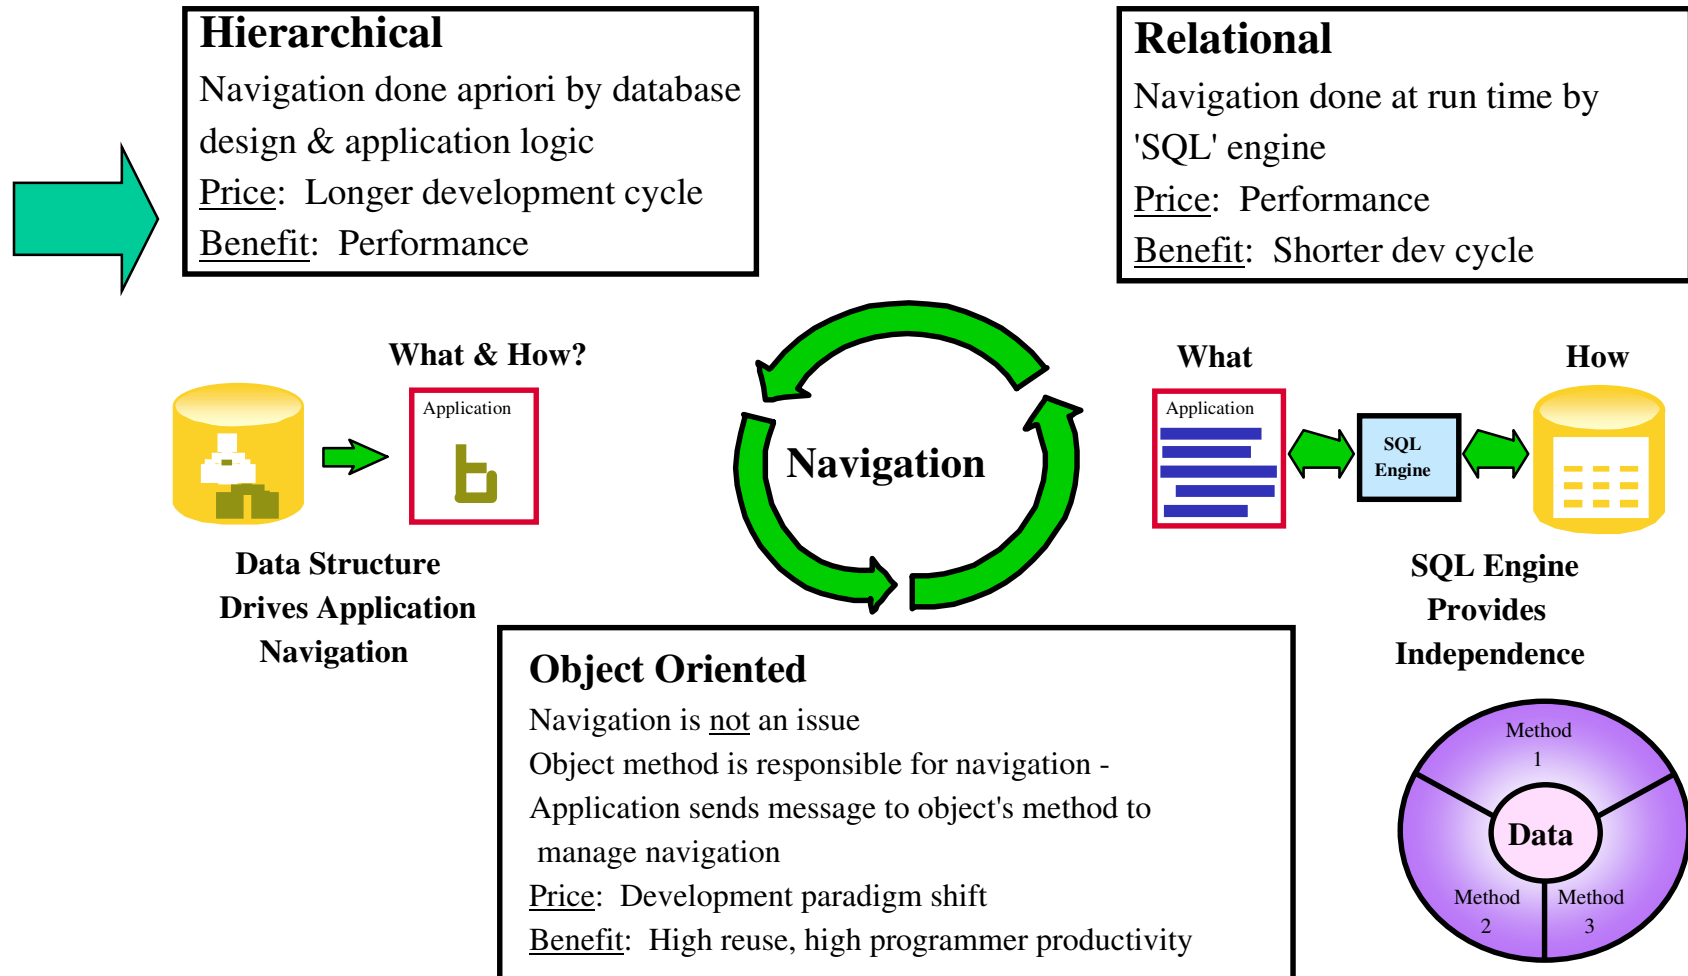 Hierarchical
Navigation done apriori by database
design & application logic
Price: Longer development cycle
Benefit: Performance
Relational
Navigation done at run time by
'SQL' engine
Price: Performance
Benefit: Shorter dev cycle
What & How?
Application
Data Structure
Drives Application
Navigation
Navigation
What
How
Application
SQL
Engine
SQL Engine
Provides
Independence
Object Oriented
Navigation is not an issue
Object method is responsible for navigation -
Application sends message to object's method to
manage navigation
Price: Development paradigm shift
Benefit: High reuse, high programmer productivity
Method
1
Data
Method
2
Method
3